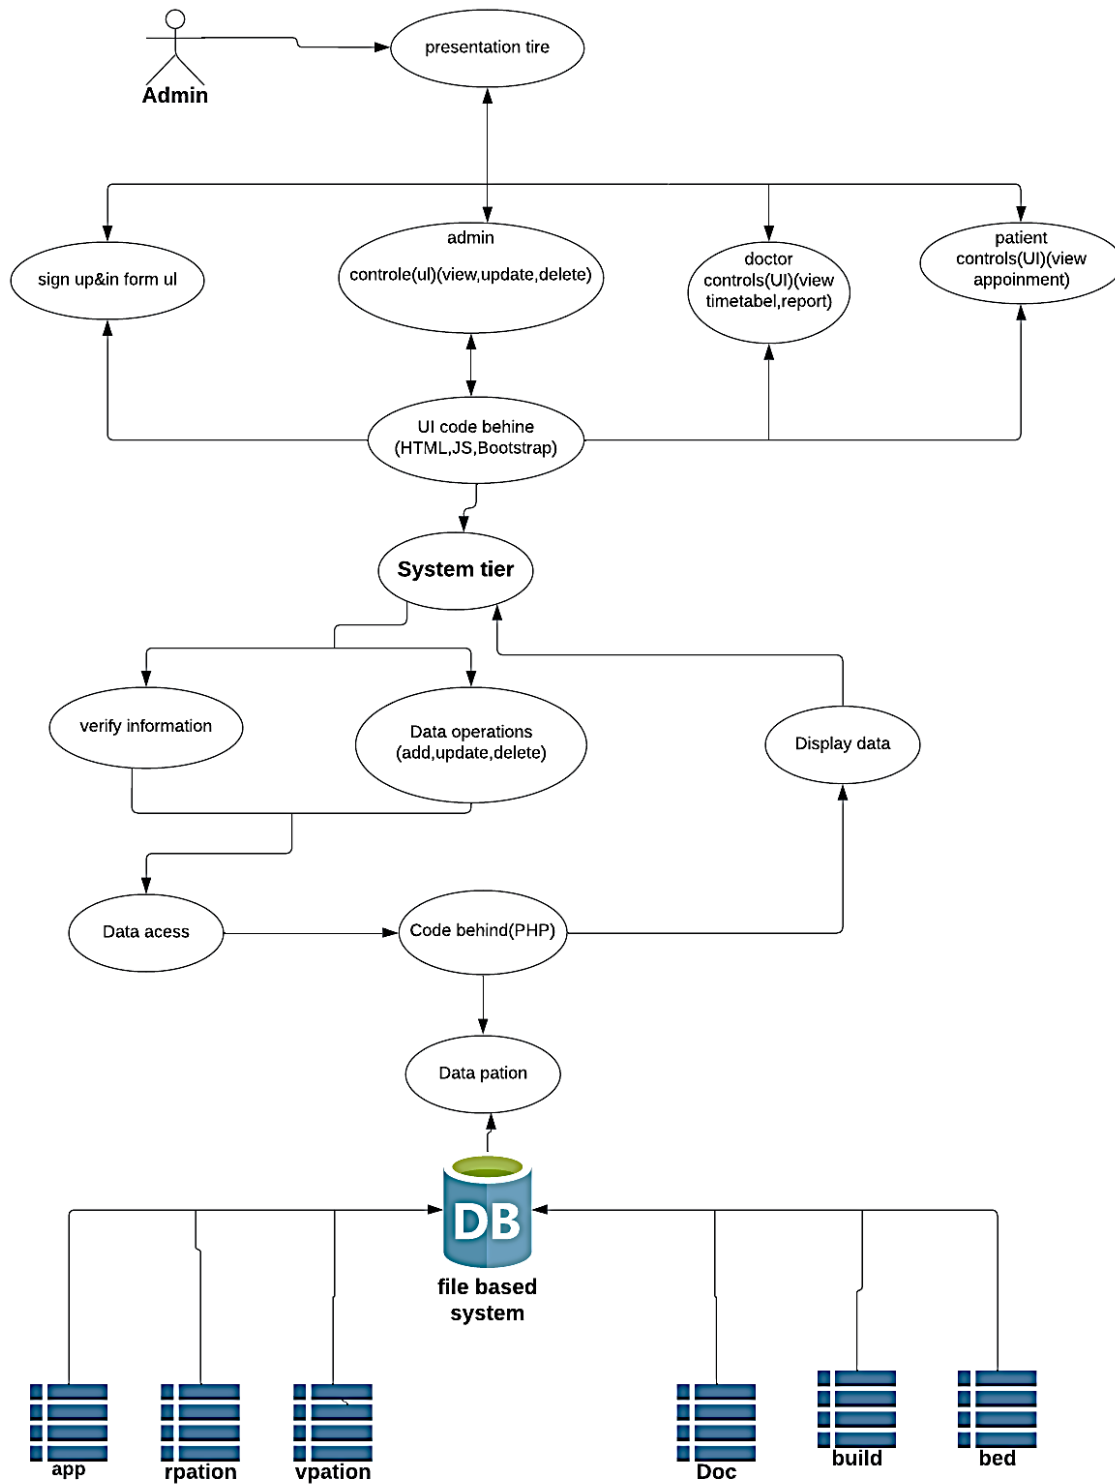 presentation tire
Admin
sign up&in form ul
admin
controle(ul)(view,update,delete)
doctor
controls(UI)(view
timetabel,report)
patient
controls(UI)(view
appoinment)
UI code behine
(HTML,JS,Bootstrap)
System tier
verify information
Data operations
(add,update,delete)
Display data
Data acess
Code behind(PHP)
Data pation
DB
file based
system
app
rpation
vpation
Doc
build
bed